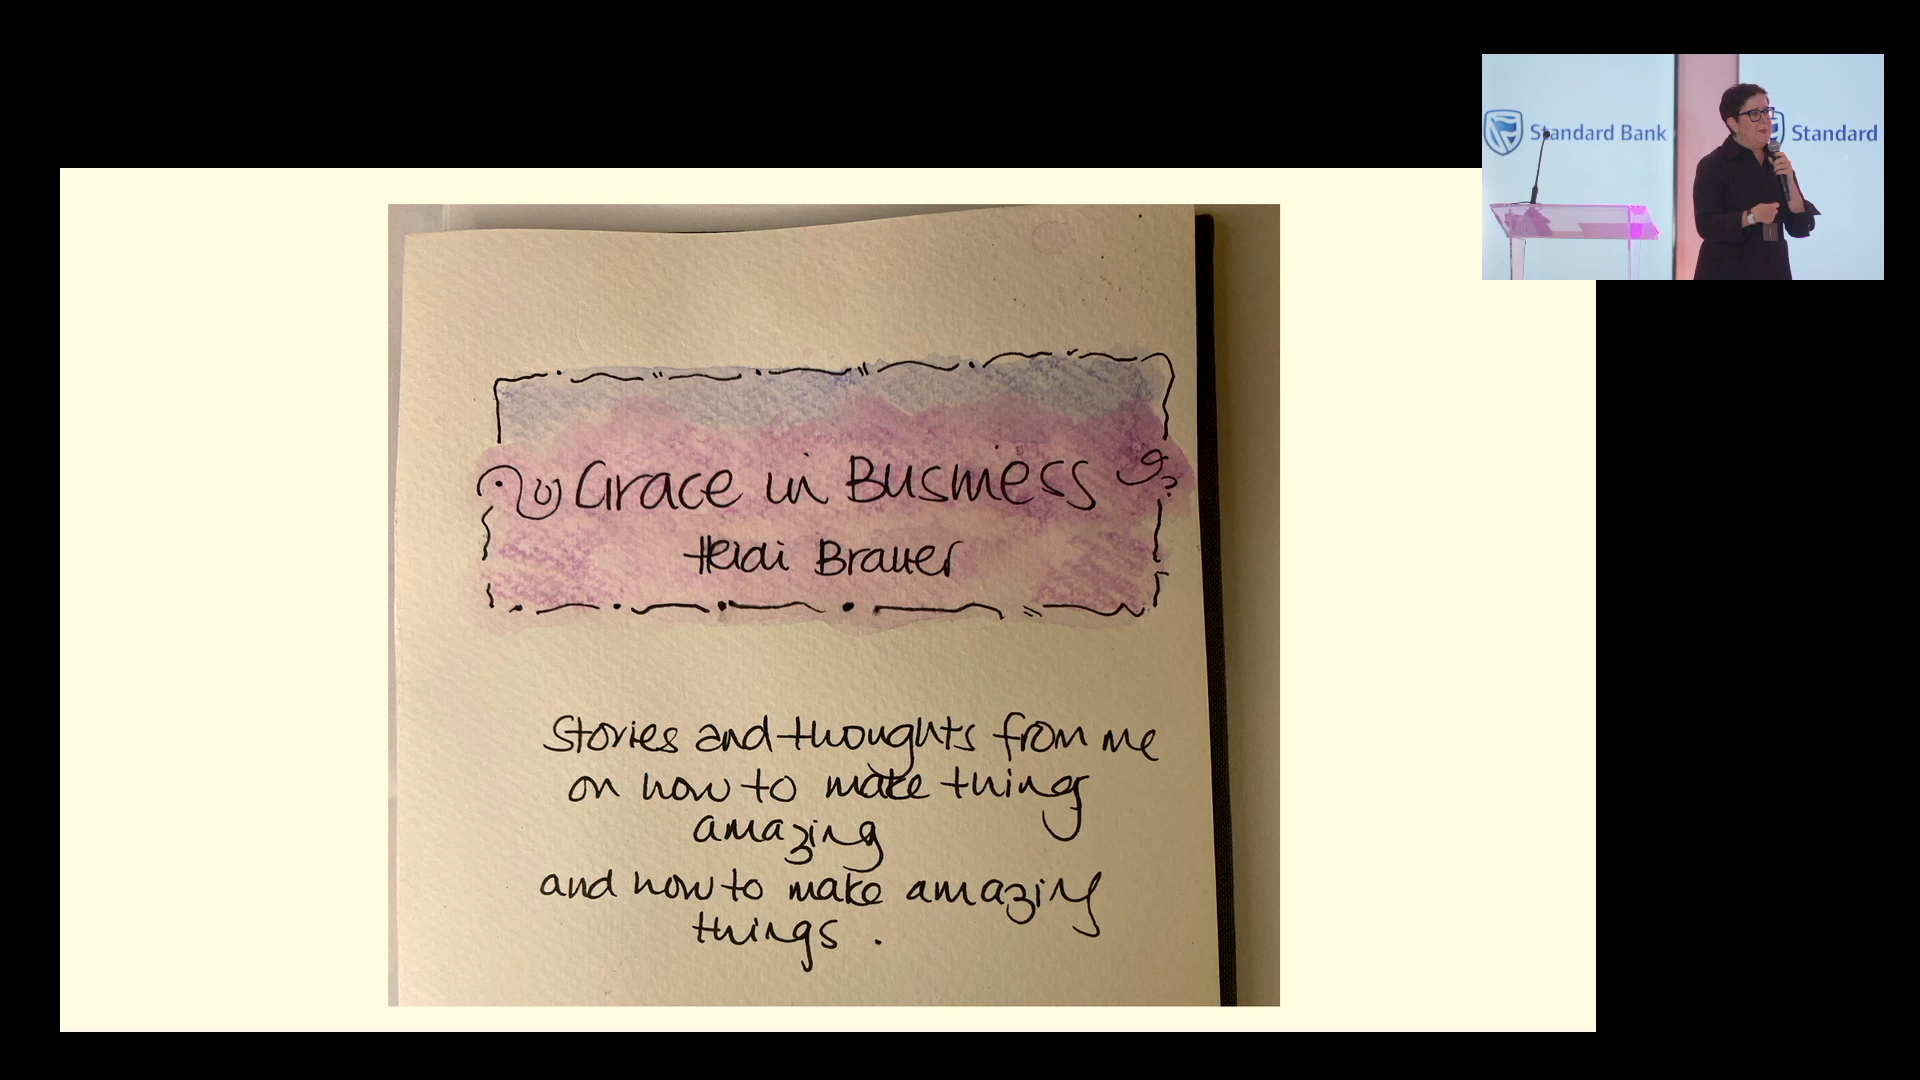 Standard Bank
Standard
Grace in Business
Heidi Brauer
Stories and thoughts from me
on how to make things
amazing
and how to make amazing
things.